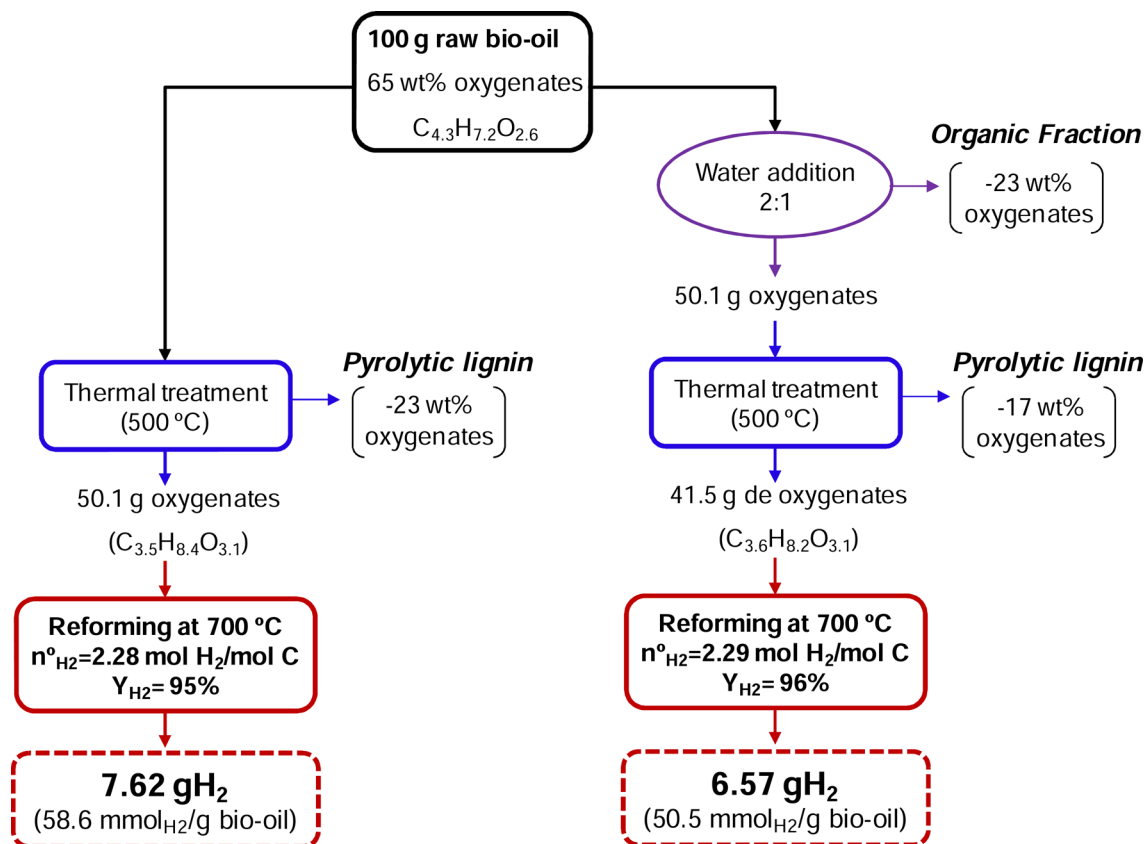 100 g raw bio-oil
65 wt% oxygenates
C4.3H7.2O2.6
Water addition
2:1
Organic Fraction
-23 wt%
oxygenates
50.1 g oxygenates
Thermal treatment
(500 ºC)
Pyrolytic lignin
-23 wt%
oxygenates
Thermal treatment
(500 ºC)
Pyrolytic lignin
-17 wt%
oxygenates
50.1 g oxygenates
(C3.5H8.4O3.1)
41.5 g de oxygenates
(C3.6H8.2O3.1)
Reforming at 700 ºC
nºH2=2.28 mol H2/mol C
YH2= 95%
Reforming at 700 ºC
nºH2=2.29 mol H2/mol C
YH2= 96%
7.62 gH2
(58.6 mmolH2/g bio-oil)
6.57 gH2
(50.5 mmolH2/g bio-oil)